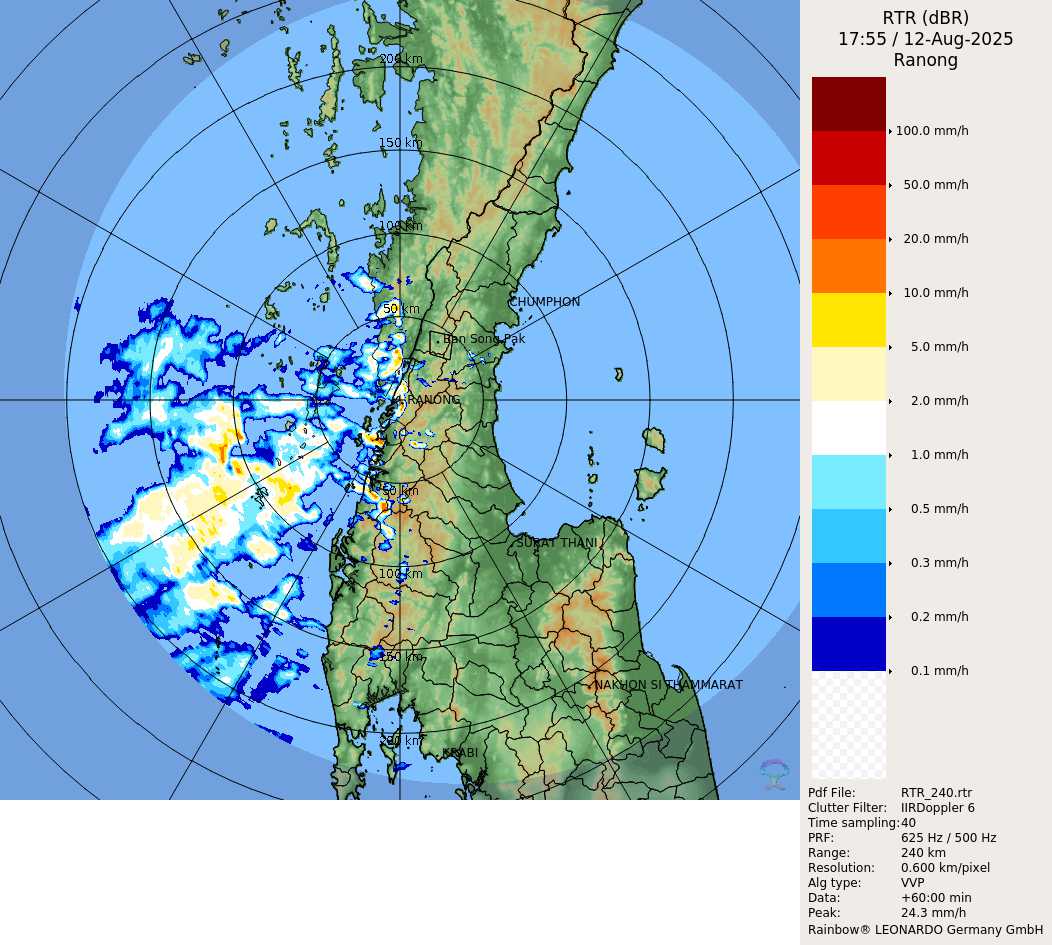 RTR (dBR)
17:55 / 12-Aug-2025
Ranong
100.0 mm/h
50.0 mm/h
20.0 mm/h
10.0 mm/h
5.0 mm/h
2.0 mm/h
1.0 mm/h
0.5 mm/h
0.3 mm/h
0.2 mm/h
0.1 mm/h
Pdf File: RTR_240.rtr
Clutter Filter: IIRDoppler 6
Time sampling: 40
PRF: 625 Hz / 500 Hz
Range: 240 km
Resolution: 0.600 km/pixel
Alg type: VVP
Data: +60:00 min
Peak: 24.3 mm/h
Rainbow® LEONARDO Germany GmbH
200 km
150 km
100 km
CHUMPHON
50 km
Ban Song Pak
RANONG
50 km
SURAT THANI
100 km
150 km
NAKHON SI THAMMARAT
200 km
KRABI